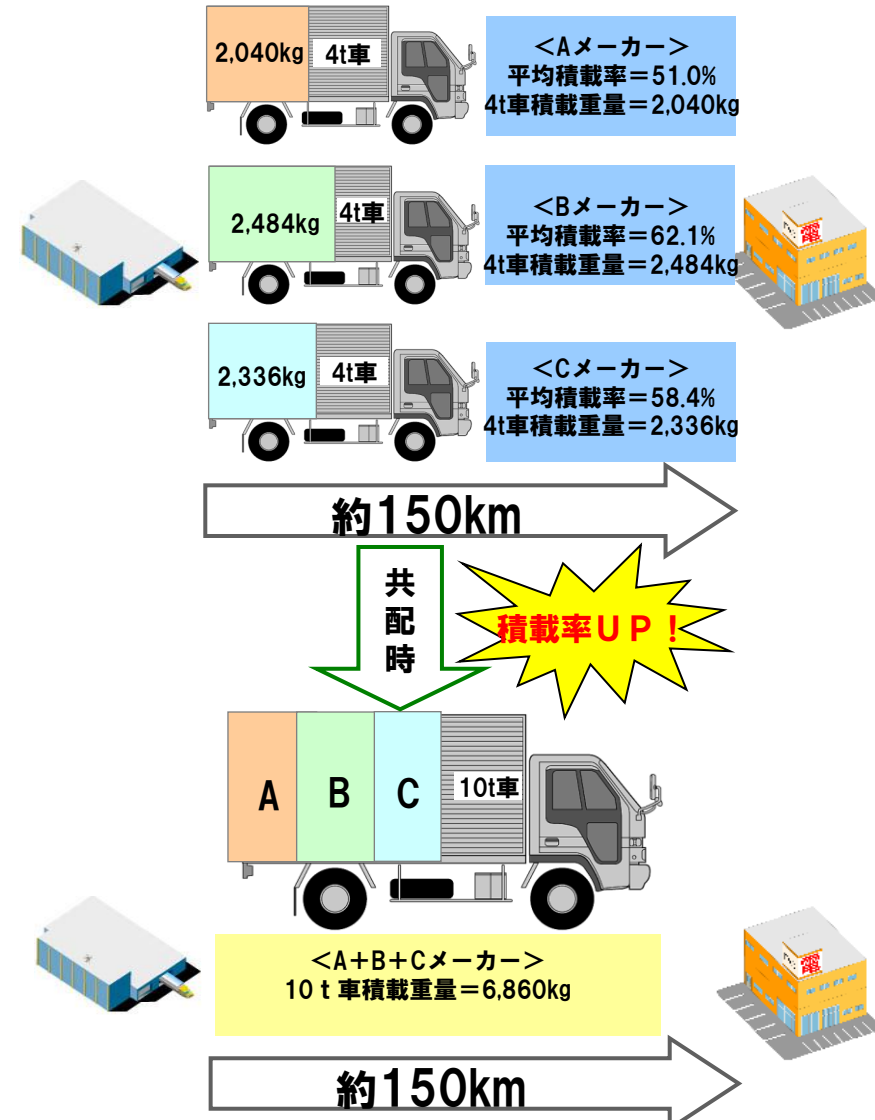 2,040kg
4t車
<Aメーカー>
平均積載率=51.0%
4t車積載重量=2,040kg
2,484kg
4t車
<Bメーカー>
平均積載率=62.1%
4t車積載重量=2,484kg
電
2,336kg
4t車
<Cメーカー>
平均積載率=58.4%
4t車積載重量=2,336kg
約150km
共
配
時
積載率UP!
A
B
C
10t車
<A+B+Cメーカー>
10t車積載重量=6,860kg
電
約150km